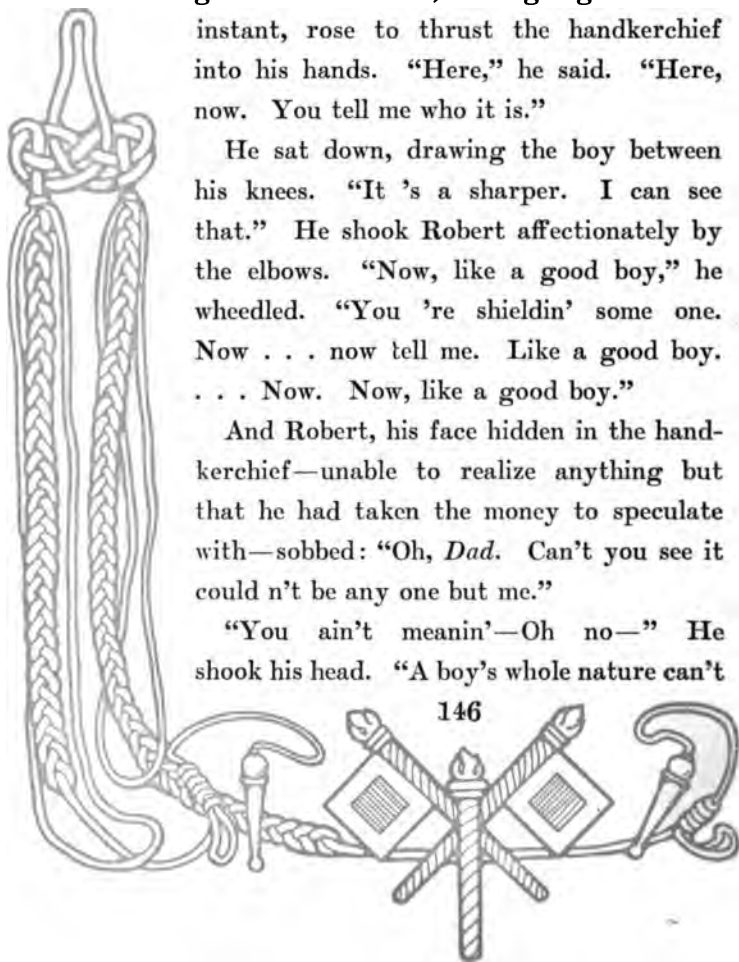 instant, rose to thrust the handkerchief
into his hands. “Here,” he said. “Here,
now. You tell me who it is.”
He sat down, drawing the boy between
his knees. “It 's a sharper. I can see
that.” He shook Robert affectionately by
the elbows. “Now, like a good boy,” he
wheedled. “You 're shieldin' some one.
Now . . . now tell me. Like a good boy.
. . . Now. Now, like a good boy.”
And Robert, his face hidden in the hand-
kerchief—unable to realize anything but
that he had taken the money to speculate
with—sobbed: “Oh, Dad. Can't you see it
could n't be any one but me.”
“You ain't meanin'—Oh no—” He
shook his head. “A boy's whole nature can't
146